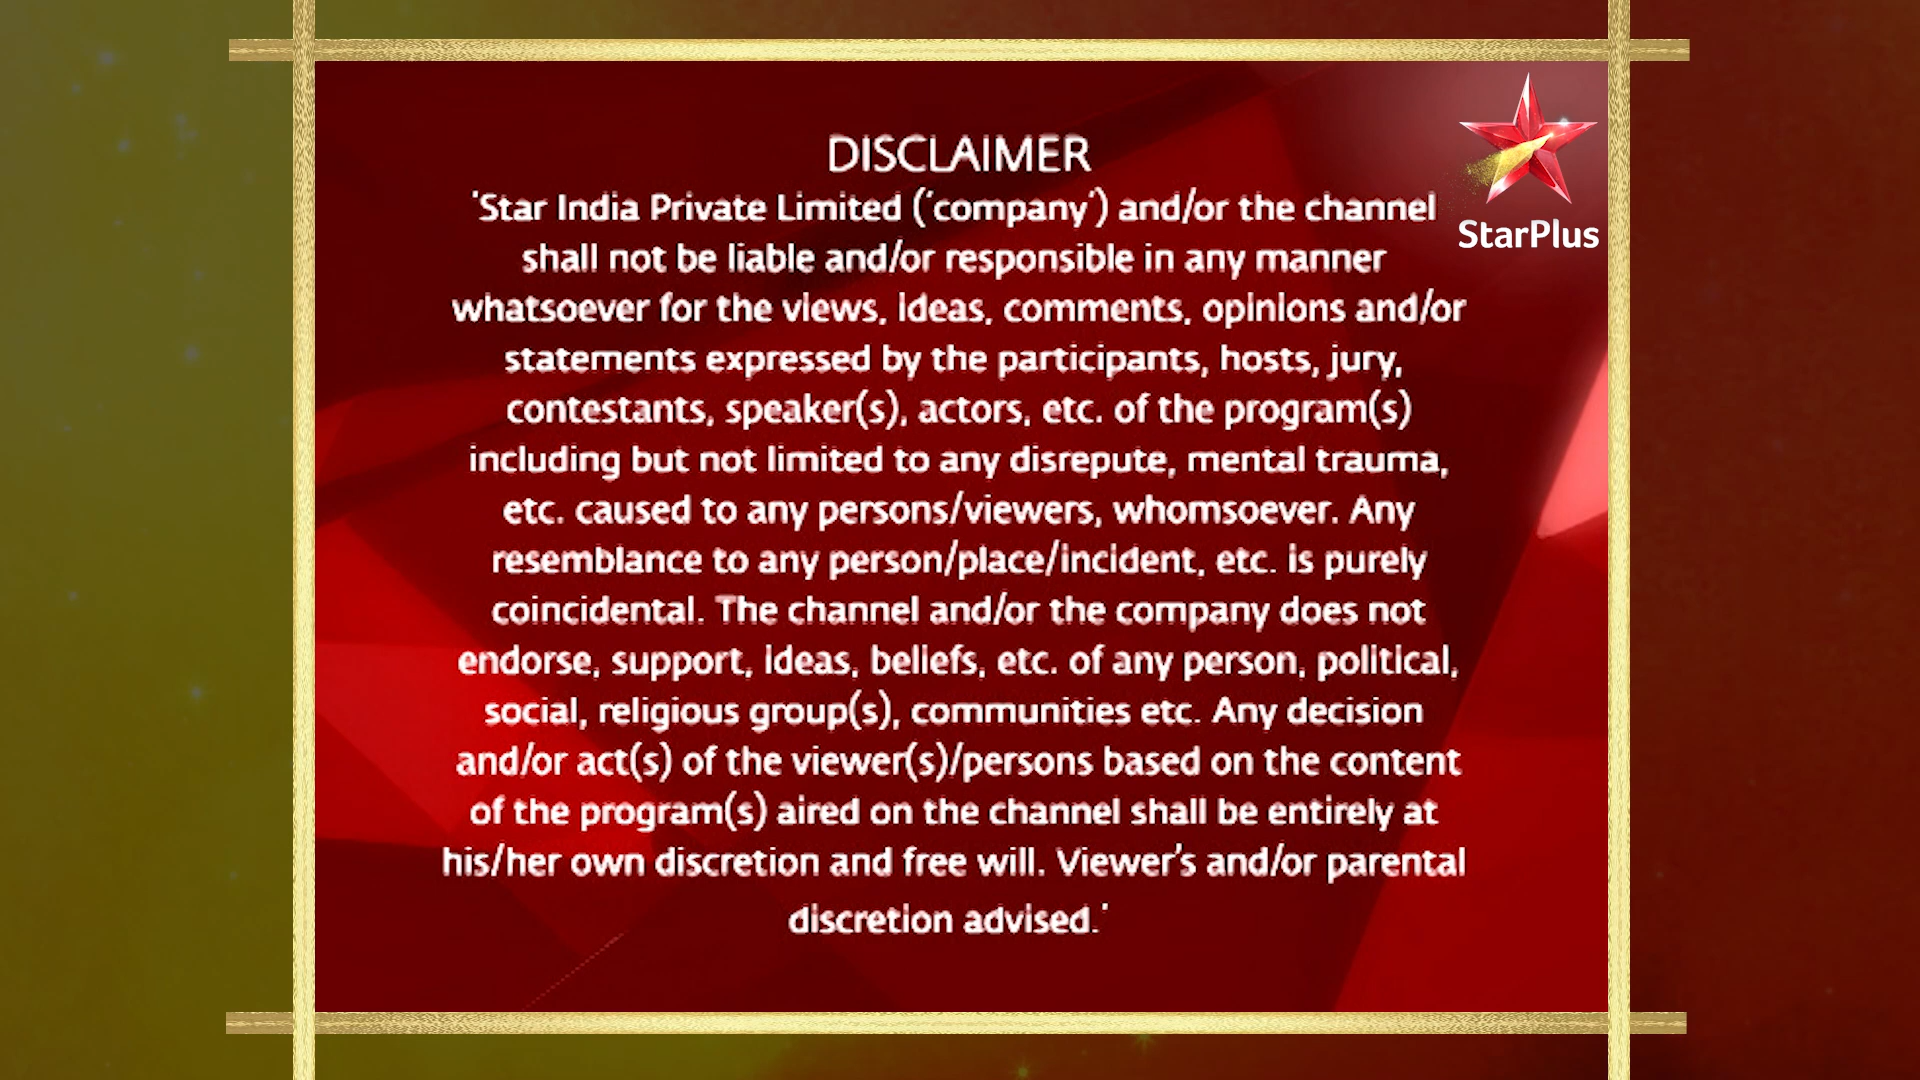 DISCLAIMER
'Star India Private Limited ('company') and/or the channel
shall not be liable and/or responsible in any manner
whatsoever for the views, ideas, comments, opinions and/or
statements expressed by the participants, hosts, jury,
contestants, speaker(s), actors, etc. of the program(s)
including but not limited to any disrepute, mental trauma,
etc. caused to any persons/viewers, whomsoever. Any
resemblance to any person/place/incident, etc. is purely
coincidental. The channel and/or the company does not
endorse, support, ideas, beliefs, etc. of any person, political,
social, religious group(s), communities etc. Any decision
and/or act(s) of the viewer(s)/persons based on the content
of the program(s) aired on the channel shall be entirely at
his/her own discretion and free will. Viewer's and/or parental
discretion advised.'
StarPlus